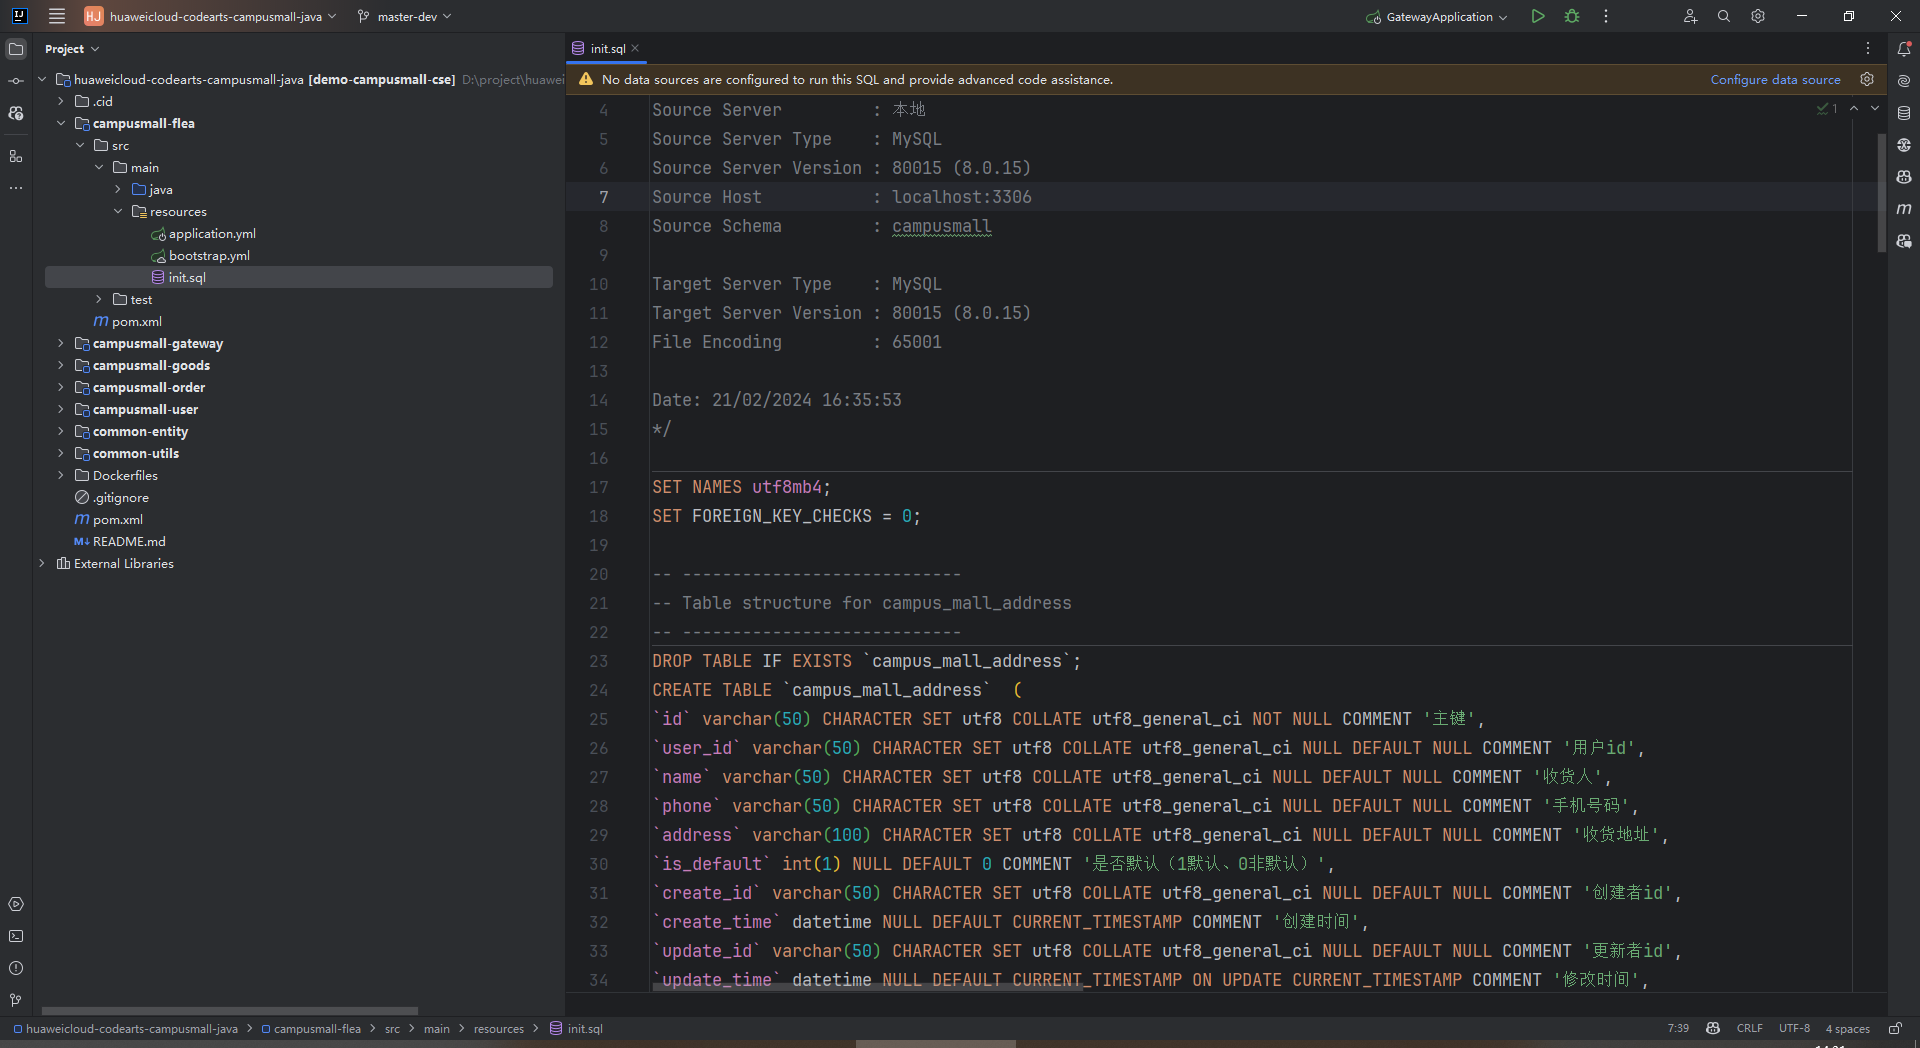 HJ huaweicloud-codearts-campusmall-java master-dev GatewayApplication
Project
init.sql
huaweicloud-codearts-campusmall-java [demo-campusmall-cse] D:\project\huawei
.cid
campusmall-flea
src
main
java
resources
application.yml
bootstrap.yml
init.sql
test
pom.xml
campusmall-gateway
campusmall-goods
campusmall-order
campusmall-user
common-entity
common-utils
Dockerfiles
.gitignore
pom.xml
README.md
External Libraries
No data sources are configured to run this SQL and provide advanced code assistance. Configure data source
1
4 Source Server : 本地
5 Source Server Type : MySQL
6 Source Server Version : 80015 (8.0.15)
7 Source Host : localhost:3306
8 Source Schema : campusmall
9
10 Target Server Type : MySQL
11 Target Server Version : 80015 (8.0.15)
12 File Encoding : 65001
13
14 Date: 21/02/2024 16:35:53
15 */
16
17 SET NAMES utf8mb4;
18 SET FOREIGN_KEY_CHECKS = 0;
19
20 -- ----------------------------
21 -- Table structure for campus_mall_address
22 -- ----------------------------
23 DROP TABLE IF EXISTS `campus_mall_address`;
24 CREATE TABLE `campus_mall_address` (
25 `id` varchar(50) CHARACTER SET utf8 COLLATE utf8_general_ci NOT NULL COMMENT '主键',
26 `user_id` varchar(50) CHARACTER SET utf8 COLLATE utf8_general_ci NULL DEFAULT NULL COMMENT '用户id',
27 `name` varchar(50) CHARACTER SET utf8 COLLATE utf8_general_ci NULL DEFAULT NULL COMMENT '收货人',
28 `phone` varchar(50) CHARACTER SET utf8 COLLATE utf8_general_ci NULL DEFAULT NULL COMMENT '手机号码',
29 `address` varchar(100) CHARACTER SET utf8 COLLATE utf8_general_ci NULL DEFAULT NULL COMMENT '收货地址',
30 `is_default` int(1) NULL DEFAULT 0 COMMENT '是否默认（1默认、0非默认）',
31 `create_id` varchar(50) CHARACTER SET utf8 COLLATE utf8_general_ci NULL DEFAULT NULL COMMENT '创建者id',
32 `create_time` datetime NULL DEFAULT CURRENT_TIMESTAMP COMMENT '创建时间',
33 `update_id` varchar(50) CHARACTER SET utf8 COLLATE utf8_general_ci NULL DEFAULT NULL COMMENT '更新者id',
34 `update_time` datetime NULL DEFAULT CURRENT_TIMESTAMP ON UPDATE CURRENT_TIMESTAMP COMMENT '修改时间',
huaweicloud-codearts-campusmall-java > campusmall-flea > src > main > resources > init.sql 7:39 CRLF UTF-8 4 spaces